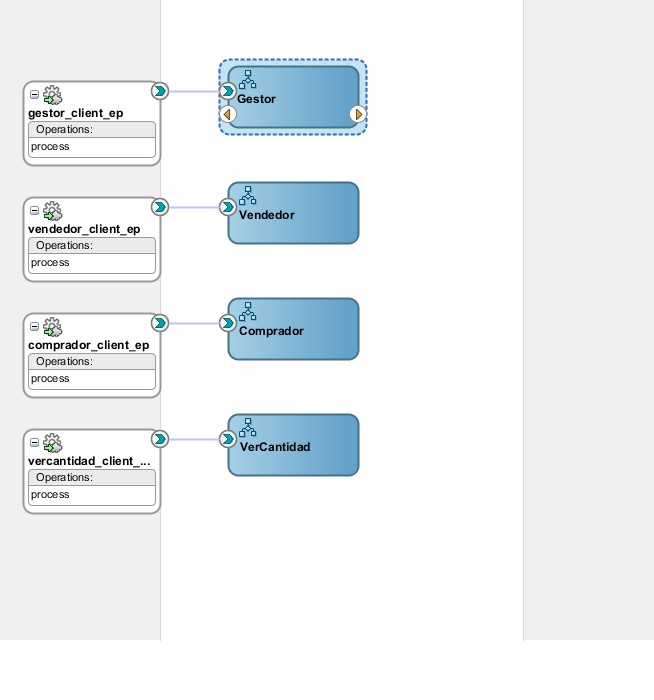 gestor_client_ep
Operations:
process
Gestor
vendedor_client_ep
Operations:
process
Vendedor
comprador_client_ep
Operations:
process
Comprador
vercantidad_client_...
Operations:
process
VerCantidad